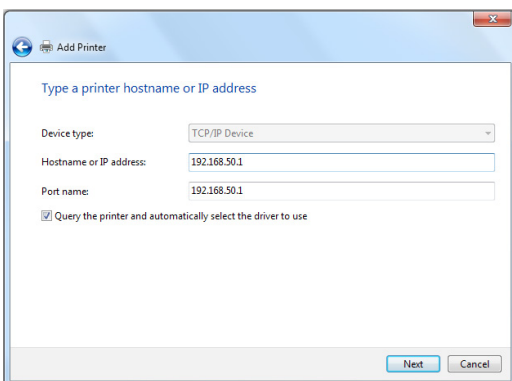 Add Printer
Type a printer hostname or IP address
Device type: TCP/IP Device
Hostname or IP address: 192.168.50.1
Port name: 192.168.50.1
Query the printer and automatically select the driver to use
Next Cancel